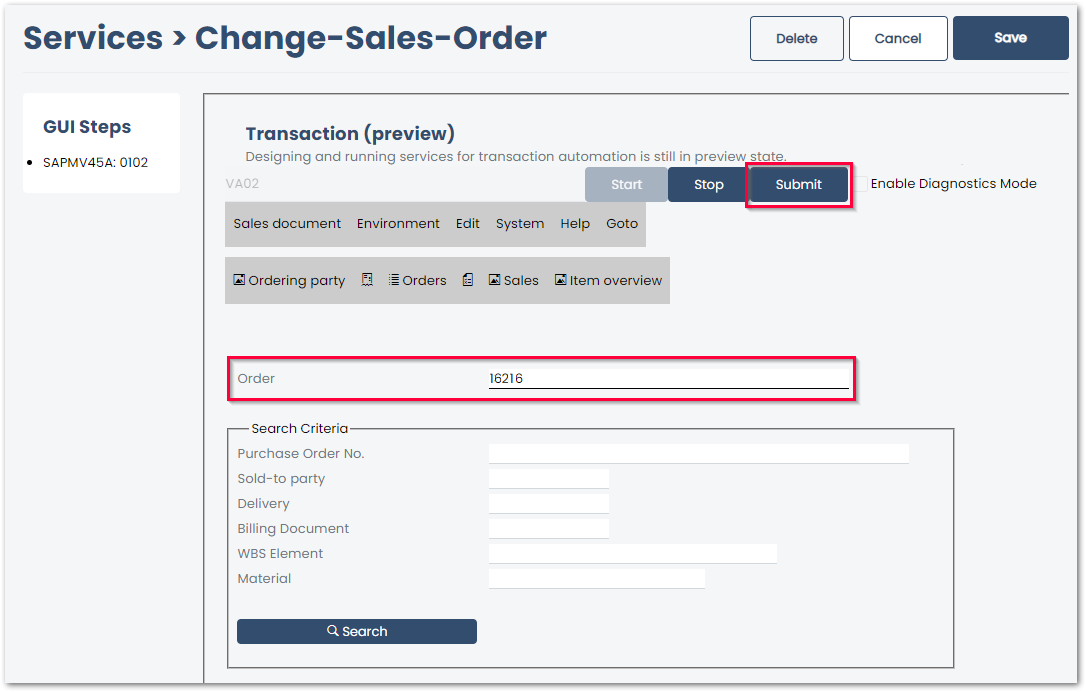 Services > Change-Sales-Order
Delete Cancel Save
GUI Steps
SAPMV45A: 0102
Transaction (preview)
Designing and running services for transaction automation is still in preview state.
VA02
Start Stop Submit Enable Diagnostics Mode
Sales document Environment Edit System Help Goto
Ordering party Orders Sales Item overview
Order 16216
Search Criteria
Purchase Order No.
Sold-to party
Delivery
Billing Document
WBS Element
Material
Search